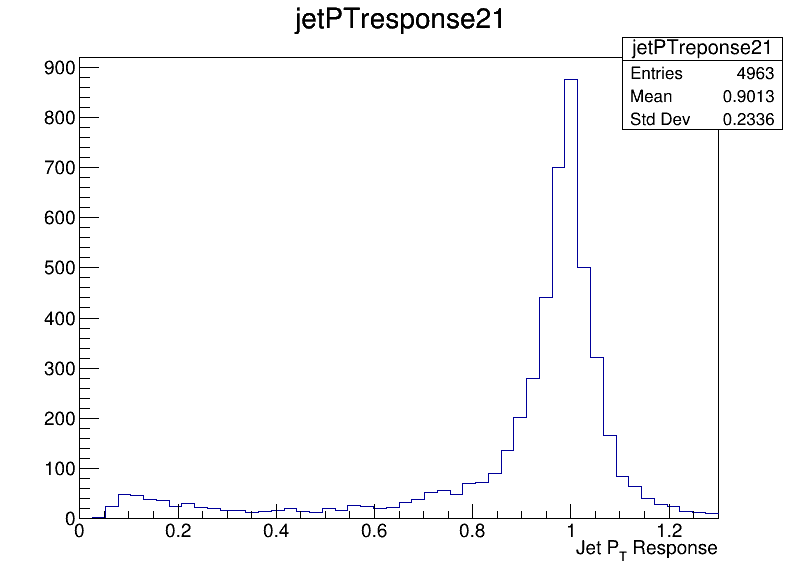 jetPTresponse21
jetPTreponse21
Entries 4963
Mean 0.9013
Std Dev 0.2336
900
800
700
600
500
400
300
200
100
0
0 0.2 0.4 0.6 0.8 1 1.2
Jet P_T Response